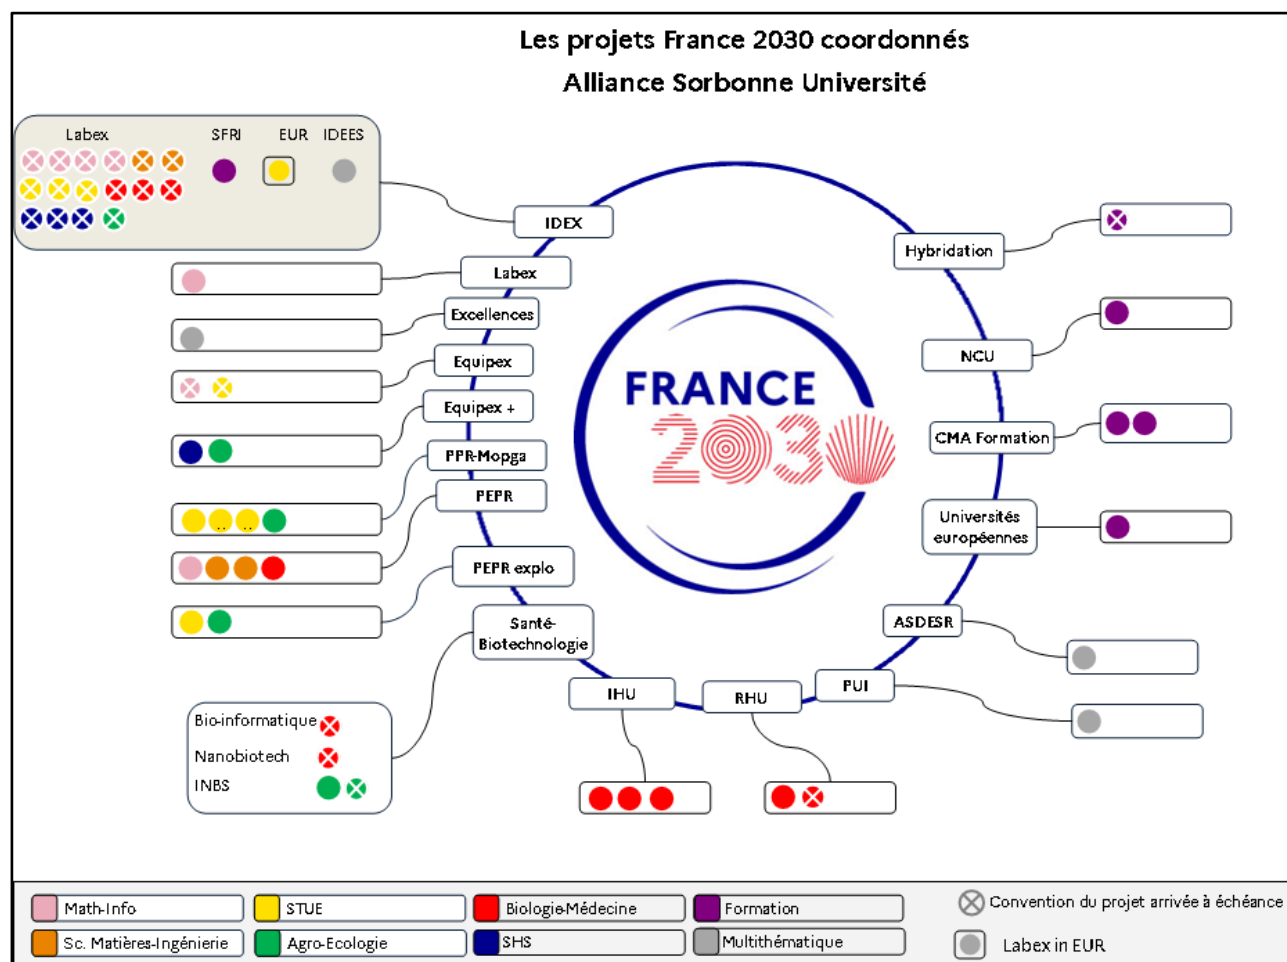 Les projets France 2030 coordonnés
Alliance Sorbonne Université
Labex SFRI EUR IDEES
IDEX
Labex
Excellences
Equipex
Equipex +
PPR-Mopga
PEPR
PEPR explo
Santé-
Biotechnologie
Hybridation
NCU
CMA Formation
Universités
européennes
ASDESR
PUI
RHU
IHU
FRANCE
2030
Bio-informatique
Nanobiotech
INBS
Math-Info
STUE
Biologie-Médecine
Formation
Convention du projet arrivée à échéance
Sc. Matières-Ingénierie
Agro-Ecologie
SHS
Multithématique
Labex in EUR